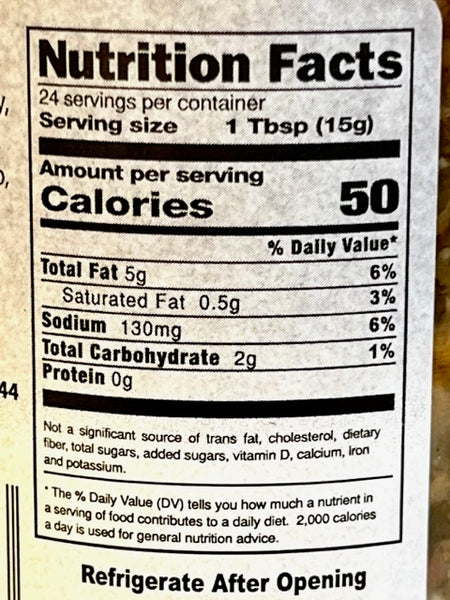 Nutrition Facts
24 servings per container
Serving size 1 Tbsp (15g)
Amount per serving
Calories 50
% Daily Value*
Total Fat 5g 6%
Saturated Fat 0.5g 3%
Sodium 130mg 6%
Total Carbohydrate 2g 1%
Protein 0g
44
Not a significant source of trans fat, cholesterol, dietary
fiber, total sugars, added sugars, vitamin D, calcium, iron
and potassium.
* The % Daily Value (DV) tells you how much a nutrient in
a serving of food contributes to a daily diet. 2,000 calories
a day is used for general nutrition advice.
Refrigerate After Opening